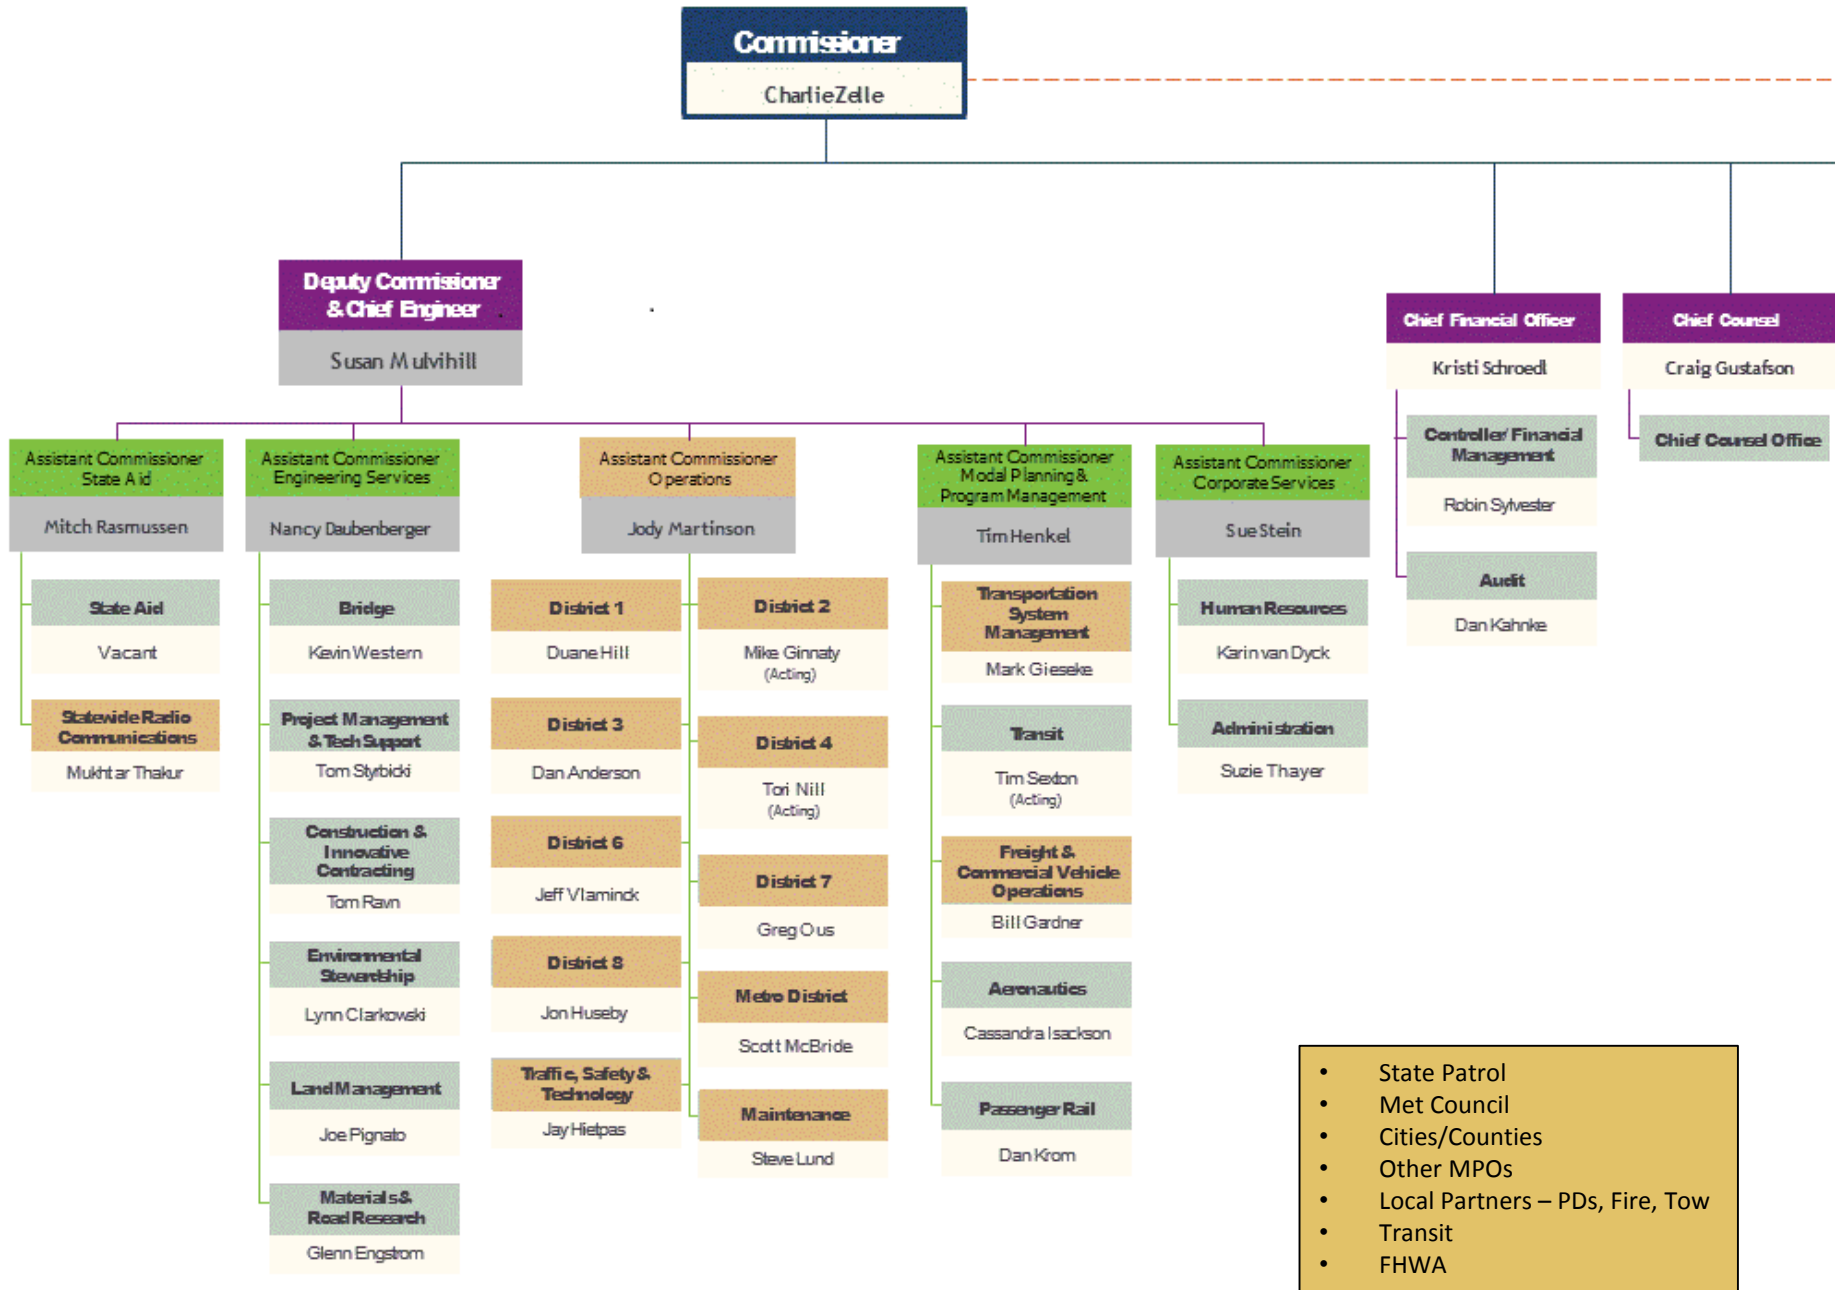 Commissioner
Charlie Zelle
Deputy Commissioner
& Chief Engineer
Susan Mulvihill
Chief Financial Officer
Kristi Schroedl
Controller/ Financial
Management
Robin Sylvester
Audit
Dan Kahnke
Chief Counsel
Craig Gustafson
Chief Counsel Office
Assistant Commissioner
State Aid
Mitch Rasmussen
State Aid
Vacant
Statewide Radio
Communications
Mukhtar Thakur
Assistant Commissioner
Engineering Services
Nancy Daubenberger
Bridge
Kevin Western
Project Management
& Tech Support
Tom Styrbicki
Construction &
Innovative
Contracting
Tom Ravn
Environmental
Stewardship
Lynn Clarkowski
Land Management
Joe Pignato
Materials &
Road Research
Glenn Engstrom
Assistant Commissioner
Operations
Jody Martinson
District 1
Duane Hill
District 2
Mike Ginnaty
(Acting)
District 3
Dan Anderson
District 4
Tori Nill
(Acting)
District 6
Jeff Vlaminck
District 7
Greg Ous
District 8
Jon Huseby
Metro District
Scott McBride
Traffic, Safety &
Technology
Jay Hietpas
Maintenance
Steve Lund
Assistant Commissioner
Modal Planning &
Program Management
Tim Henkel
Transportation
System
Management
Mark Gieseke
Transit
Tim Sexton
(Acting)
Freight &
Commercial Vehicle
Operations
Bill Gardner
Aeronautics
Cassandra Isackson
Passenger Rail
Dan Krom
Assistant Commissioner
Corporate Services
Sue Stein
Human Resources
Karin van Dyck
Administration
Suzie Thayer
• State Patrol
• Met Council
• Cities/Counties
• Other MPOs
• Local Partners – PDs, Fire, Tow
• Transit
• FHWA